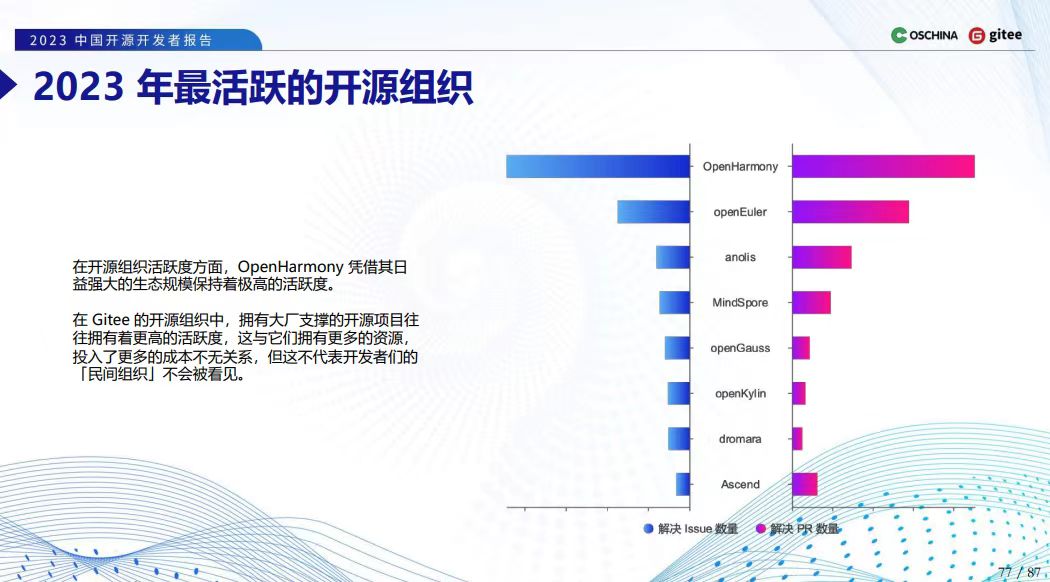 2023 中国开源开发者报告
OSCHINA gitee
2023 年最活跃的开源组织
在开源组织活跃度方面，OpenHarmony 凭借其日
益强大的生态规模保持着极高的活跃度。
在 Gitee 的开源组织中，拥有大厂支撑的开源项目往
往拥有着更高的活跃度，这与它们拥有更多的资源，
投入了更多的成本不无关系，但这不代表开发者们的
「民间组织」不会被看见。
OpenHarmony
openEuler
anolis
MindSpore
openGauss
openKylin
dromara
Ascend
解决 Issue 数量 解决 PR 数量
77 / 87